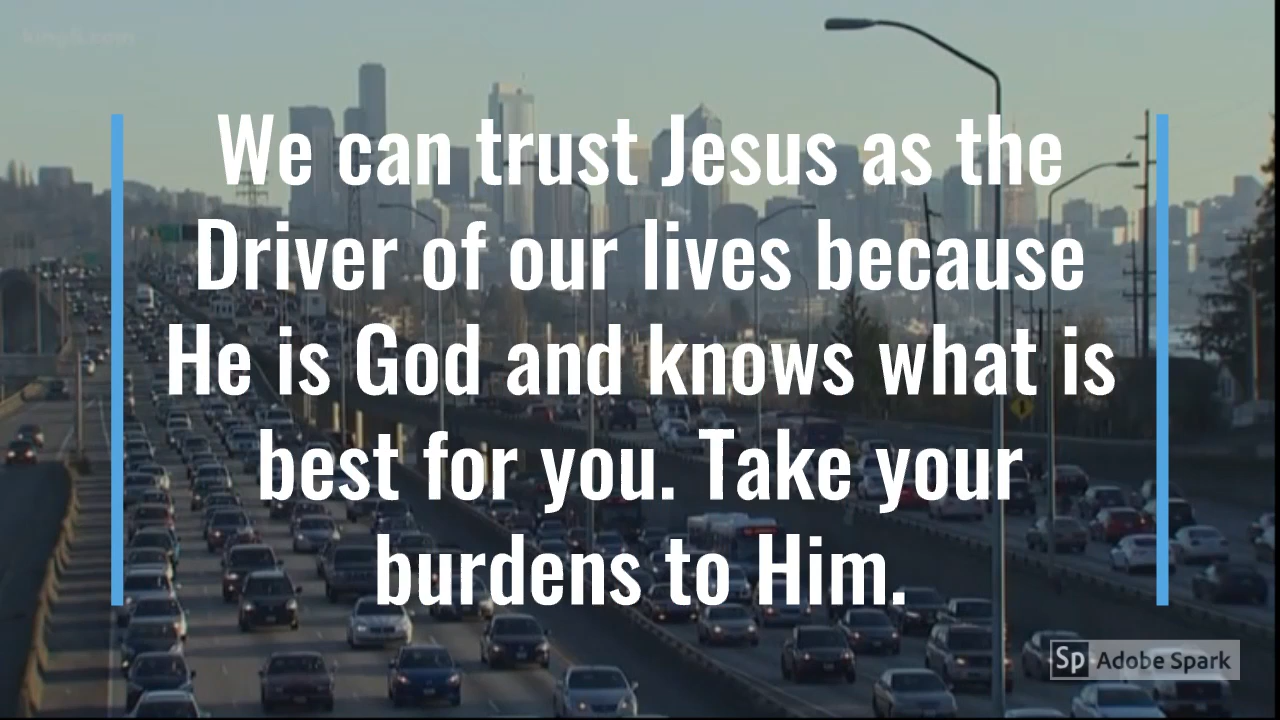 We can trust Jesus as the
Driver of our lives because
He is God and knows what is
best for you. Take your
burdens to Him.
Sp Adobe Spark